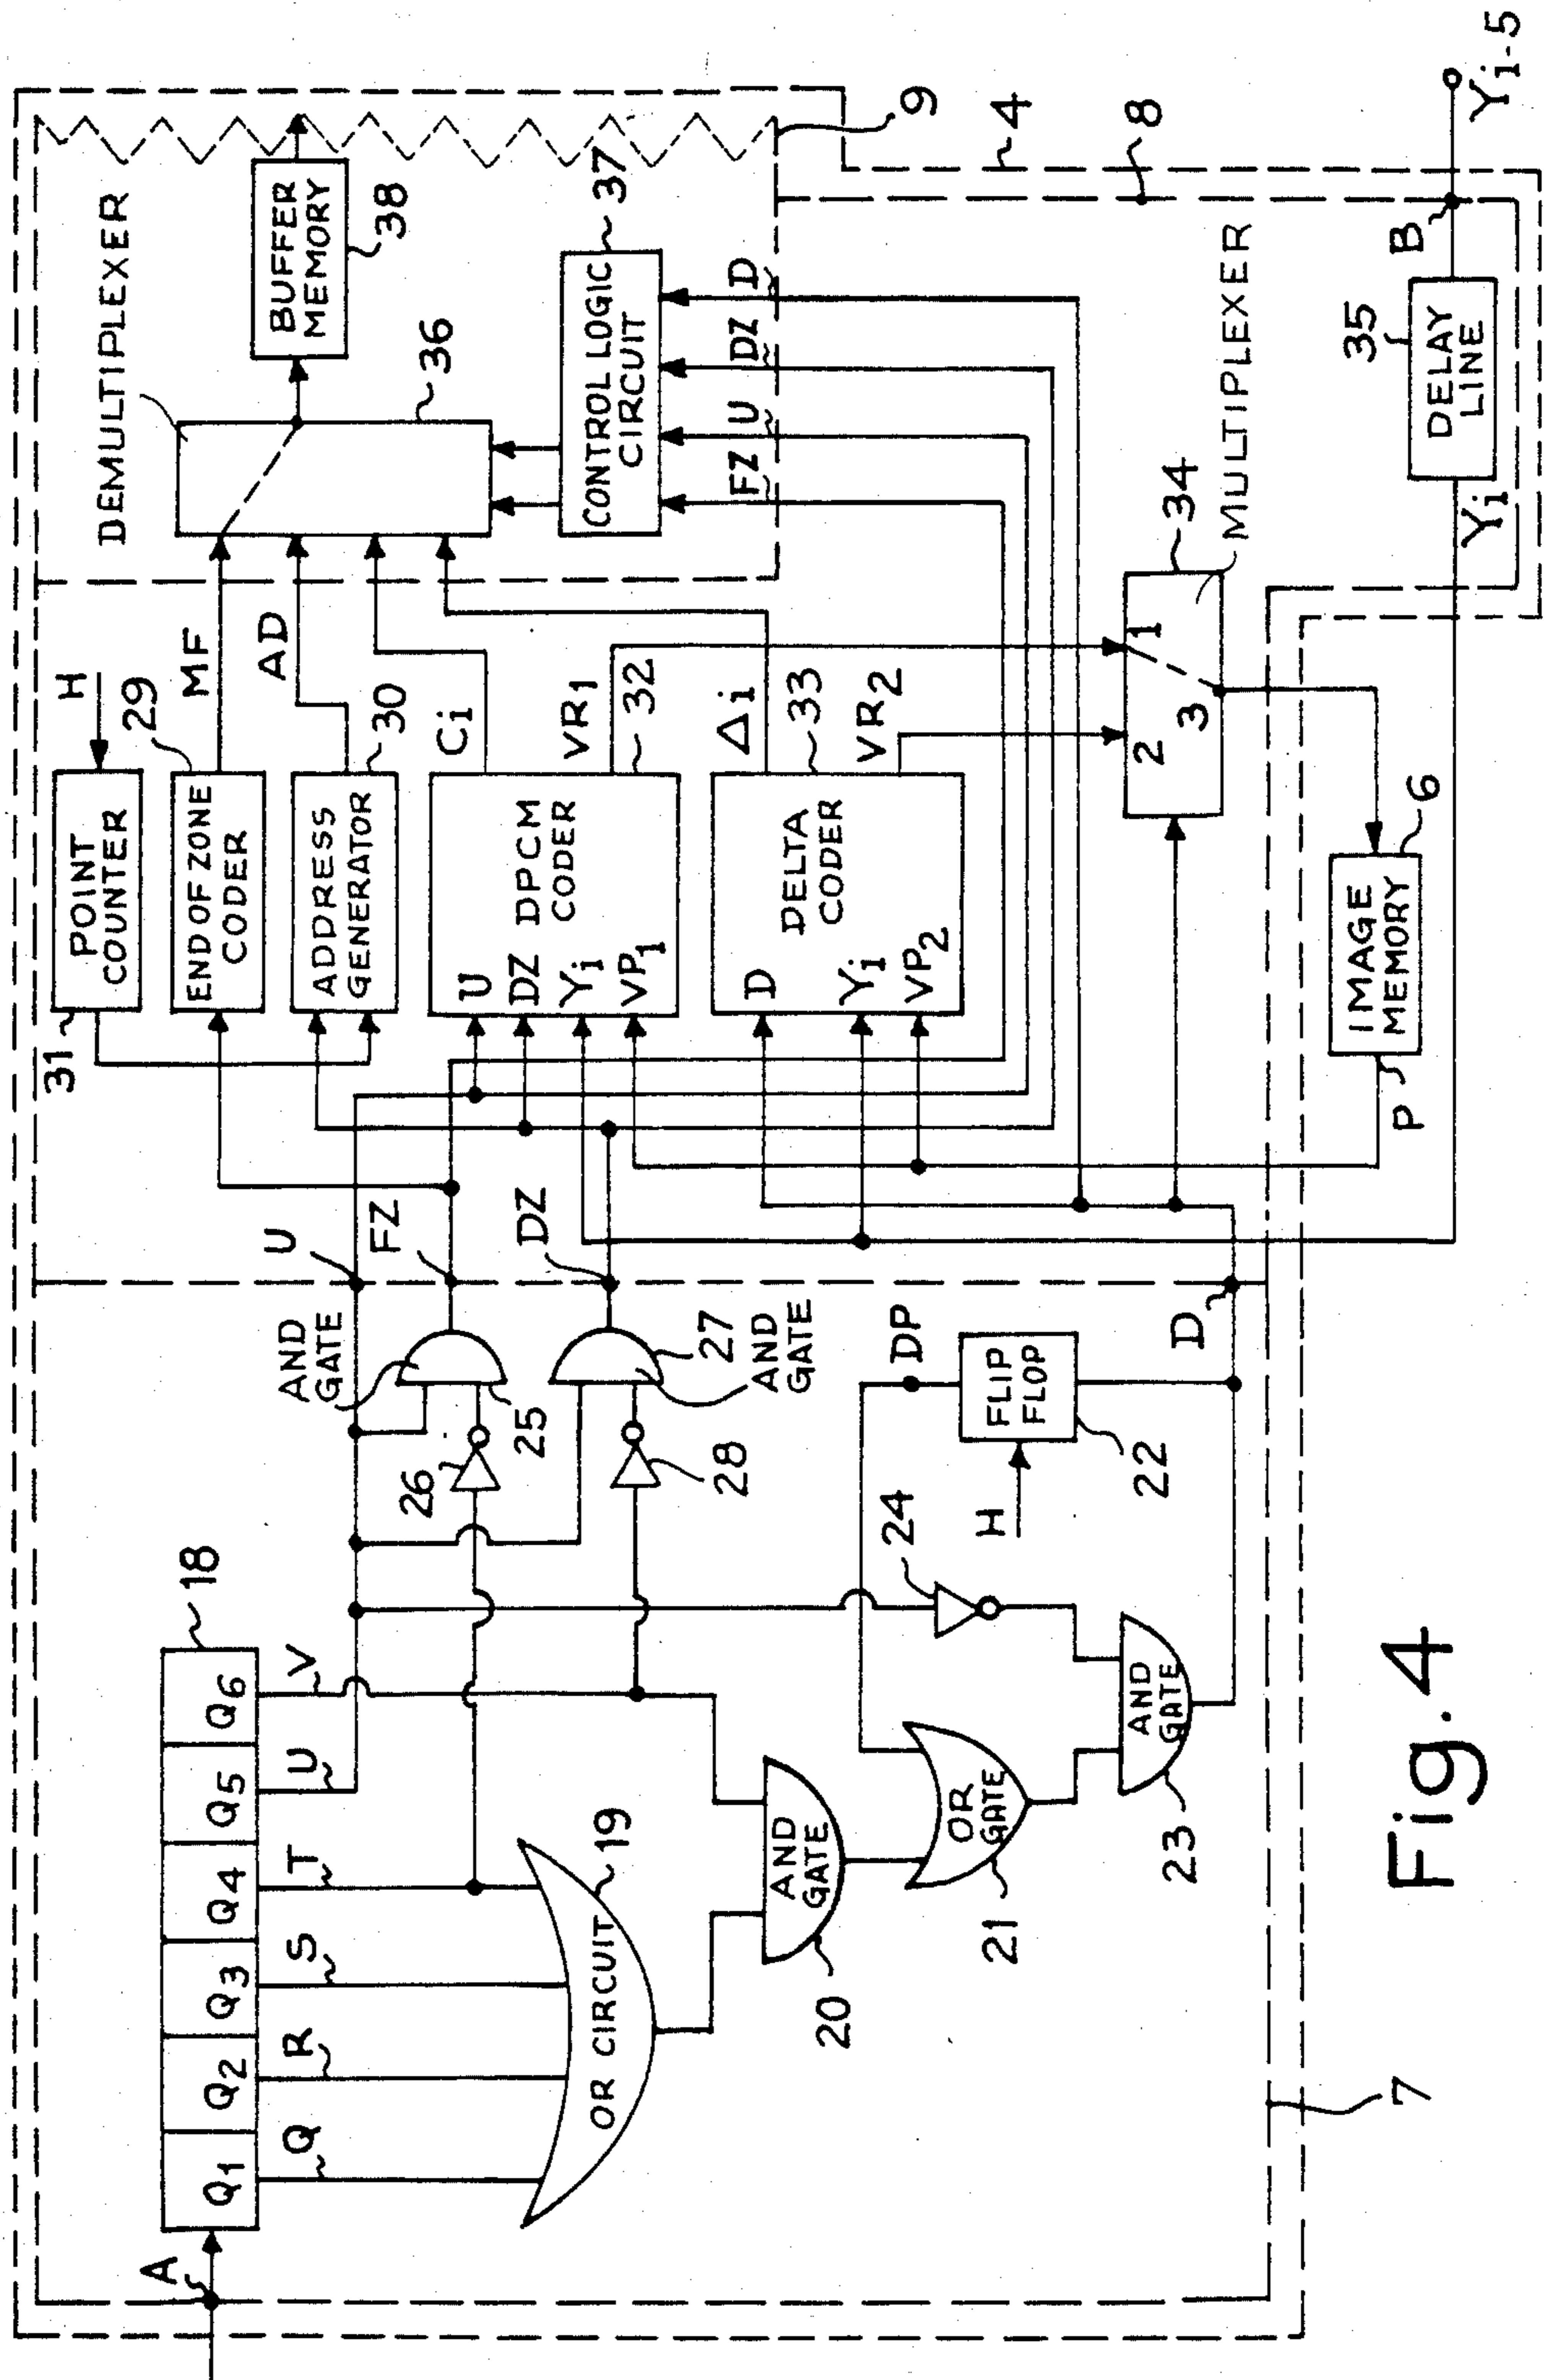 A
Q1 Q2 Q3 Q4 Q5 Q6
18
Q
R
S
T
U
V
OR CIRCUIT
19
AND
GATE
20
OR
GATE
21
AND
GATE
23
24
H
FLIP
FLOP
22
DP
D
26
AND
GATE
25
28
27
AND
GATE
U
FZ
DZ
7
31
POINT
COUNTER
H
END OF ZONE
CODER
29
MF
ADDRESS
GENERATOR
30
AD
U
DZ
Yi
VP1
DPCM
CODER
Ci
VR1
32
D
Yi
VP2
DELTA
CODER
Δi
33
VR2
P
IMAGE
MEMORY
6
1
2
3
34
MULTIPLEXER
DEMULTIPLEXER
36
BUFFER
MEMORY
38
CONTROL LOGIC
CIRCUIT
37
FZ
U
DZ
D
9
4
8
Yi
DELAY
LINE
35
B
Yi-5
Fig. 4